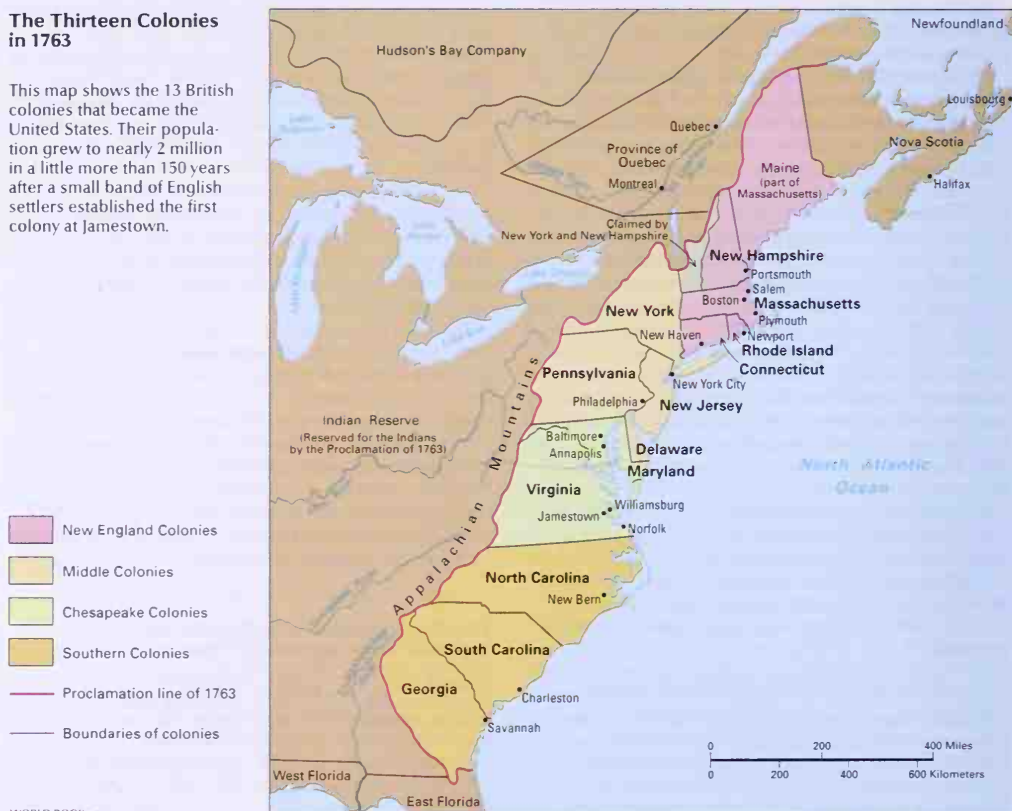 The Thirteen Colonies
in 1763
This map shows the 13 British
colonies that became the
United States. Their popula-
tion grew to nearly 2 million
in a little more than 150 years
after a small band of English
settlers established the first
colony at Jamestown.
New England Colonies
Middle Colonies
Chesapeake Colonies
Southern Colonies
Proclamation line of 1763
Boundaries of colonies
Hudson's Bay Company
Newfoundland
Louisbourg
Quebec
Nova Scotia
Province of
Quebec
Maine
(part of
Massachusetts)
Halifax
Montreal
Claimed by
New York and New Hampshire
New Hampshire
Portsmouth
Salem
Boston
Massachusetts
Plymouth
New York
New Haven
Newport
Rhode Island
Connecticut
Pennsylvania
New York City
Philadelphia
New Jersey
Indian Reserve
(Reserved for the Indians
by the Proclamation of 1763)
Appalachian Mountains
Baltimore
Annapolis
Delaware
Maryland
North Atlantic
Ocean
Virginia
Williamsburg
Jamestown
Norfolk
North Carolina
New Bern
South Carolina
Georgia
Charleston
Savannah
West Florida
East Florida
0 200 400 Miles
0 200 400 600 Kilometers